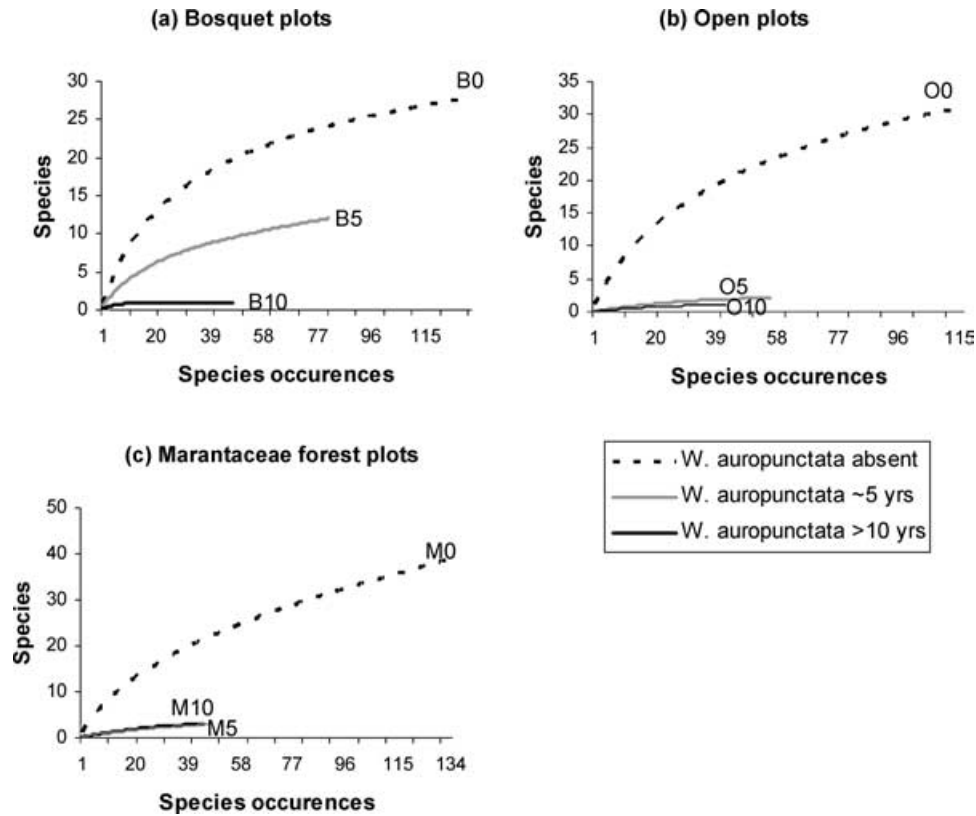 (a) Bosquet plots
Species
30
25
20
15
10
5
0
B0
B5
B10
1 20 39 58 77 96 115
Species occurences
(b) Open plots
Species
35
30
25
20
15
10
5
0
O0
O5
O10
1 20 39 58 77 96 115
Species occurences
(c) Marantaceae forest plots
Species
50
40
30
20
10
0
M0
M10
M5
1 20 39 58 77 96 115 134
Species occurences
W. auropunctata absent
W. auropunctata ~5 yrs
W. auropunctata >10 yrs